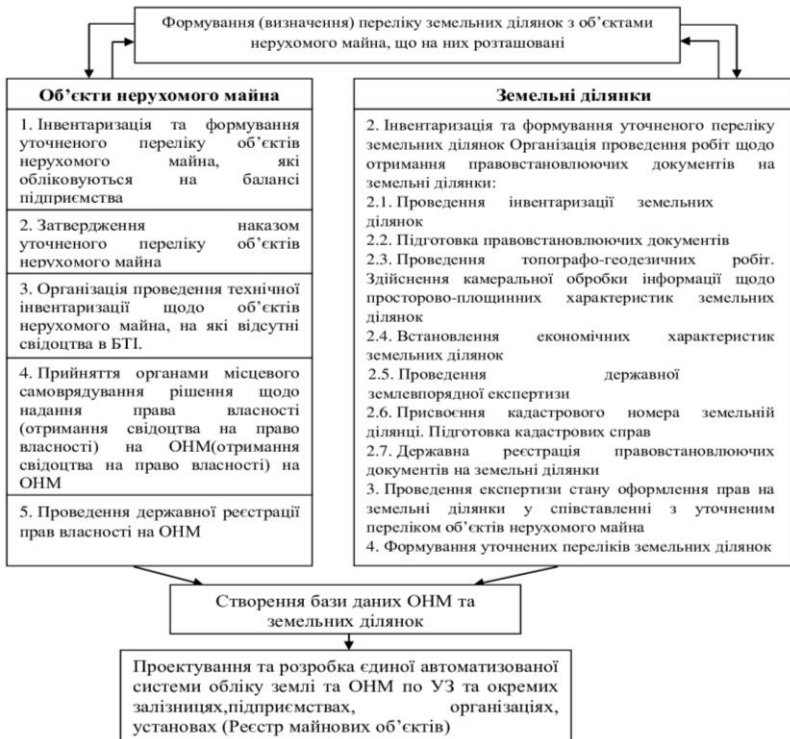 Формування (визначення) переліку земельних ділянок з об’єктами
нерухомого майна, що на них розташовані
Об’єкти нерухомого майна
1. Інвентаризація та формування
уточненого переліку об’єктів
нерухомого майна, які
обліковуються на балансі
підприємства
2. Затвердження наказом
уточненого переліку об’єктів
нерухомого майна
3. Організація проведення технічної
інвентаризації щодо об’єктів
нерухомого майна, на які відсутні
свідоцтва в БТІ.
4. Прийняття органами місцевого
самоврядування рішення щодо
надання права власності
(отримання свідоцтва на право
власності) на ОНМ(отримання
свідоцтва на право власності) на
ОНМ
5. Проведення державної реєстрації
прав власності на ОНМ
Земельні ділянки
2. Інвентаризація та формування уточненого переліку
земельних ділянок Організація проведення робіт щодо
отримання правовстановлюючих документів на
земельні ділянки:
2.1. Проведення інвентаризації земельних
ділянок
2.2. Підготовка правовстановлюючих документів
2.3. Проведення топографо-геодезичних робіт.
Здійснення камеральної обробки інформації щодо
просторово-площинних характеристик земельних
ділянок
2.4. Встановлення економічних характеристик
земельних ділянок
2.5. Проведення державної
землевпорядної експертизи
2.6. Присвоєння кадастрового номера земельній
ділянці. Підготовка кадастрових справ
2.7. Державна реєстрація правовстановлюючих
документів на земельні ділянки
3. Проведення експертизи стану оформлення прав на
земельні ділянки у співставленні з уточненим
переліком об’єктів нерухомого майна
4. Формування уточнених переліків земельних ділянок
Створення бази даних ОНМ та
земельних ділянок
Проектування та розробка єдиної автоматизованої
системи обліку землі та ОНМ по УЗ та окремих
залізницях,підприємствах, організаціях,
установах (Реєстр майнових об’єктів)